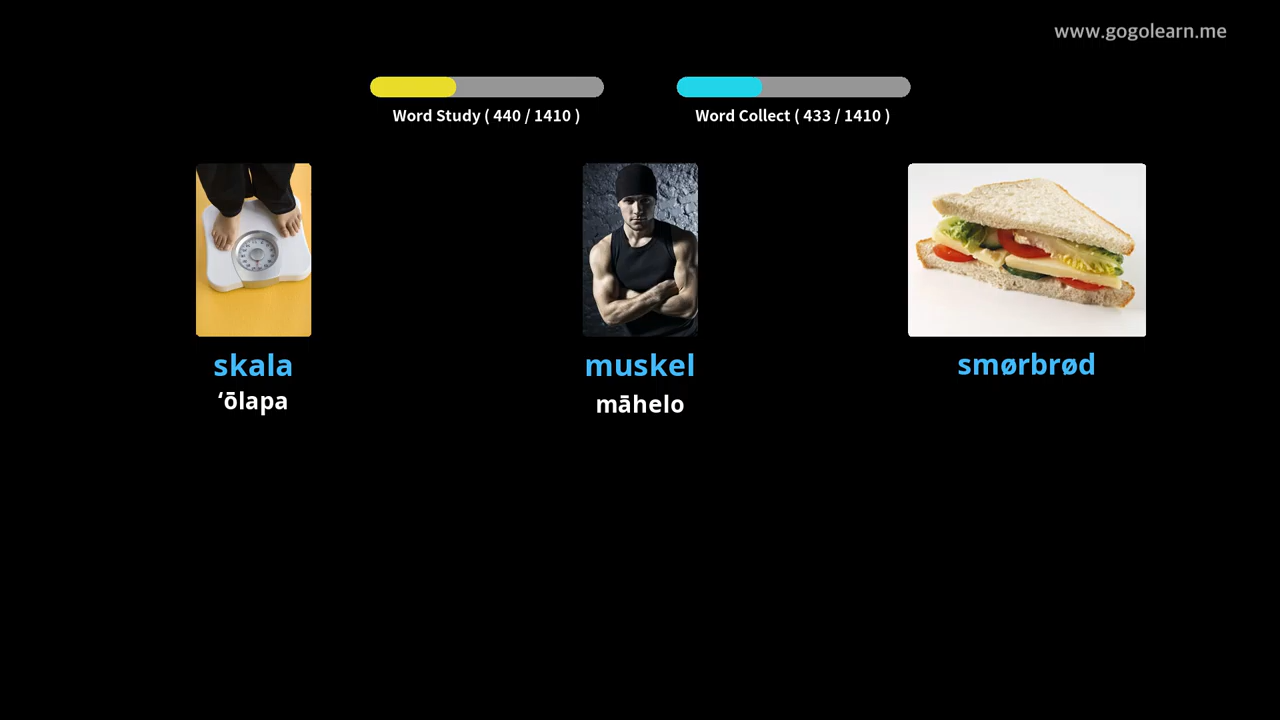 www.gogolearn.me
Word Study ( 440 / 1410 )
Word Collect ( 433 / 1410 )
skala
muskel
smørbrød
ʻōlapa
māhelo